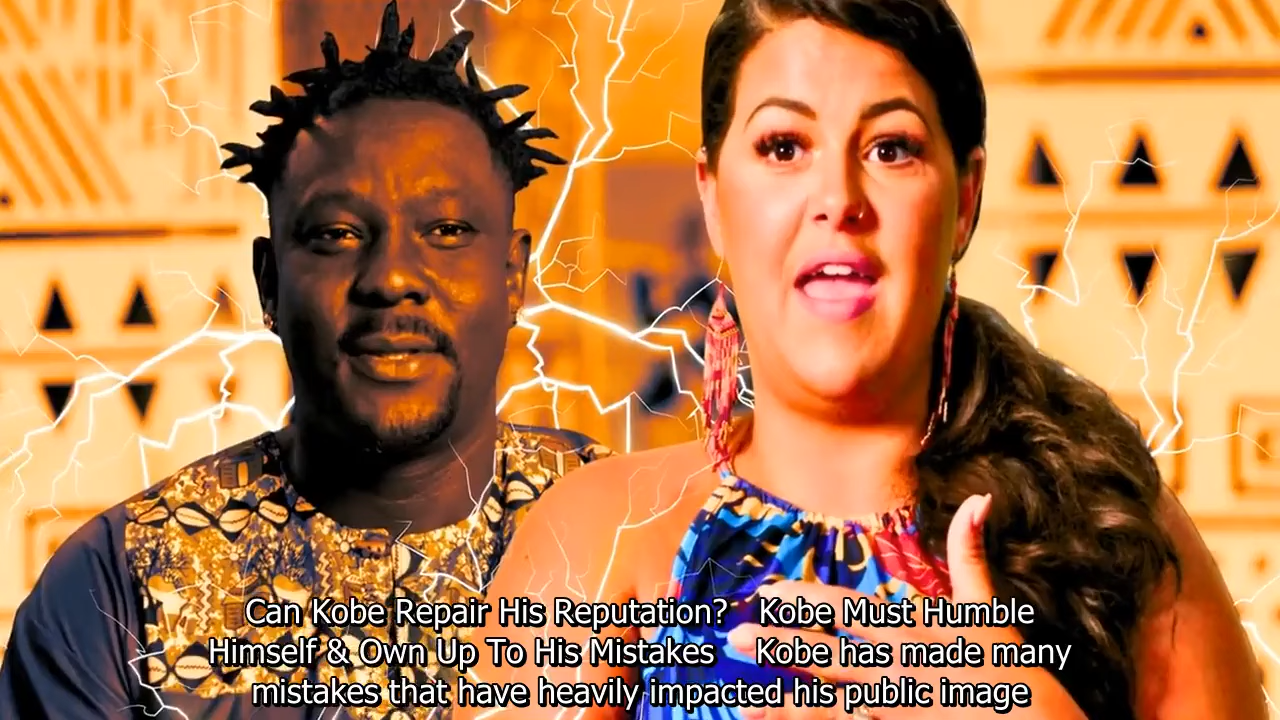 Can Kobe Repair His Reputation? Kobe Must Humble
Himself & Own Up To His Mistakes Kobe has made many
mistakes that have heavily impacted his public image